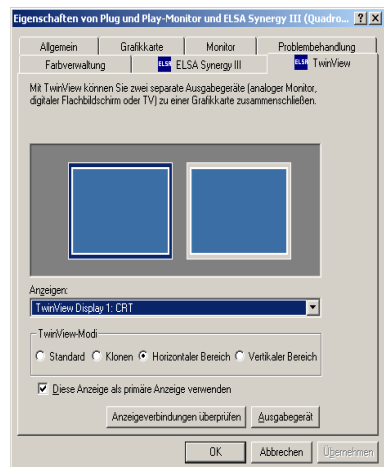 Eigenschaften von Plug und Play-Monitor und ELSA Synergy III (Quadro... ? X
Allgemein Grafikkarte Monitor Problembehandlung
Farbverwaltung ELSA ELSA Synergy III ELSA TwinView
Mit TwinView können Sie zwei separate Ausgabegeräte (analoger Monitor,
digitaler Flachbildschirm oder TV) zu einer Grafikkarte zusammenschließen.
Anzeigen:
TwinView Display 1: CRT
TwinView-Modi
Standard Klonen Horizontaler Bereich Vertikaler Bereich
Diese Anzeige als primäre Anzeige verwenden
Anzeigeverbindungen überprüfen Ausgabegerät
OK Abbrechen Übernehmen